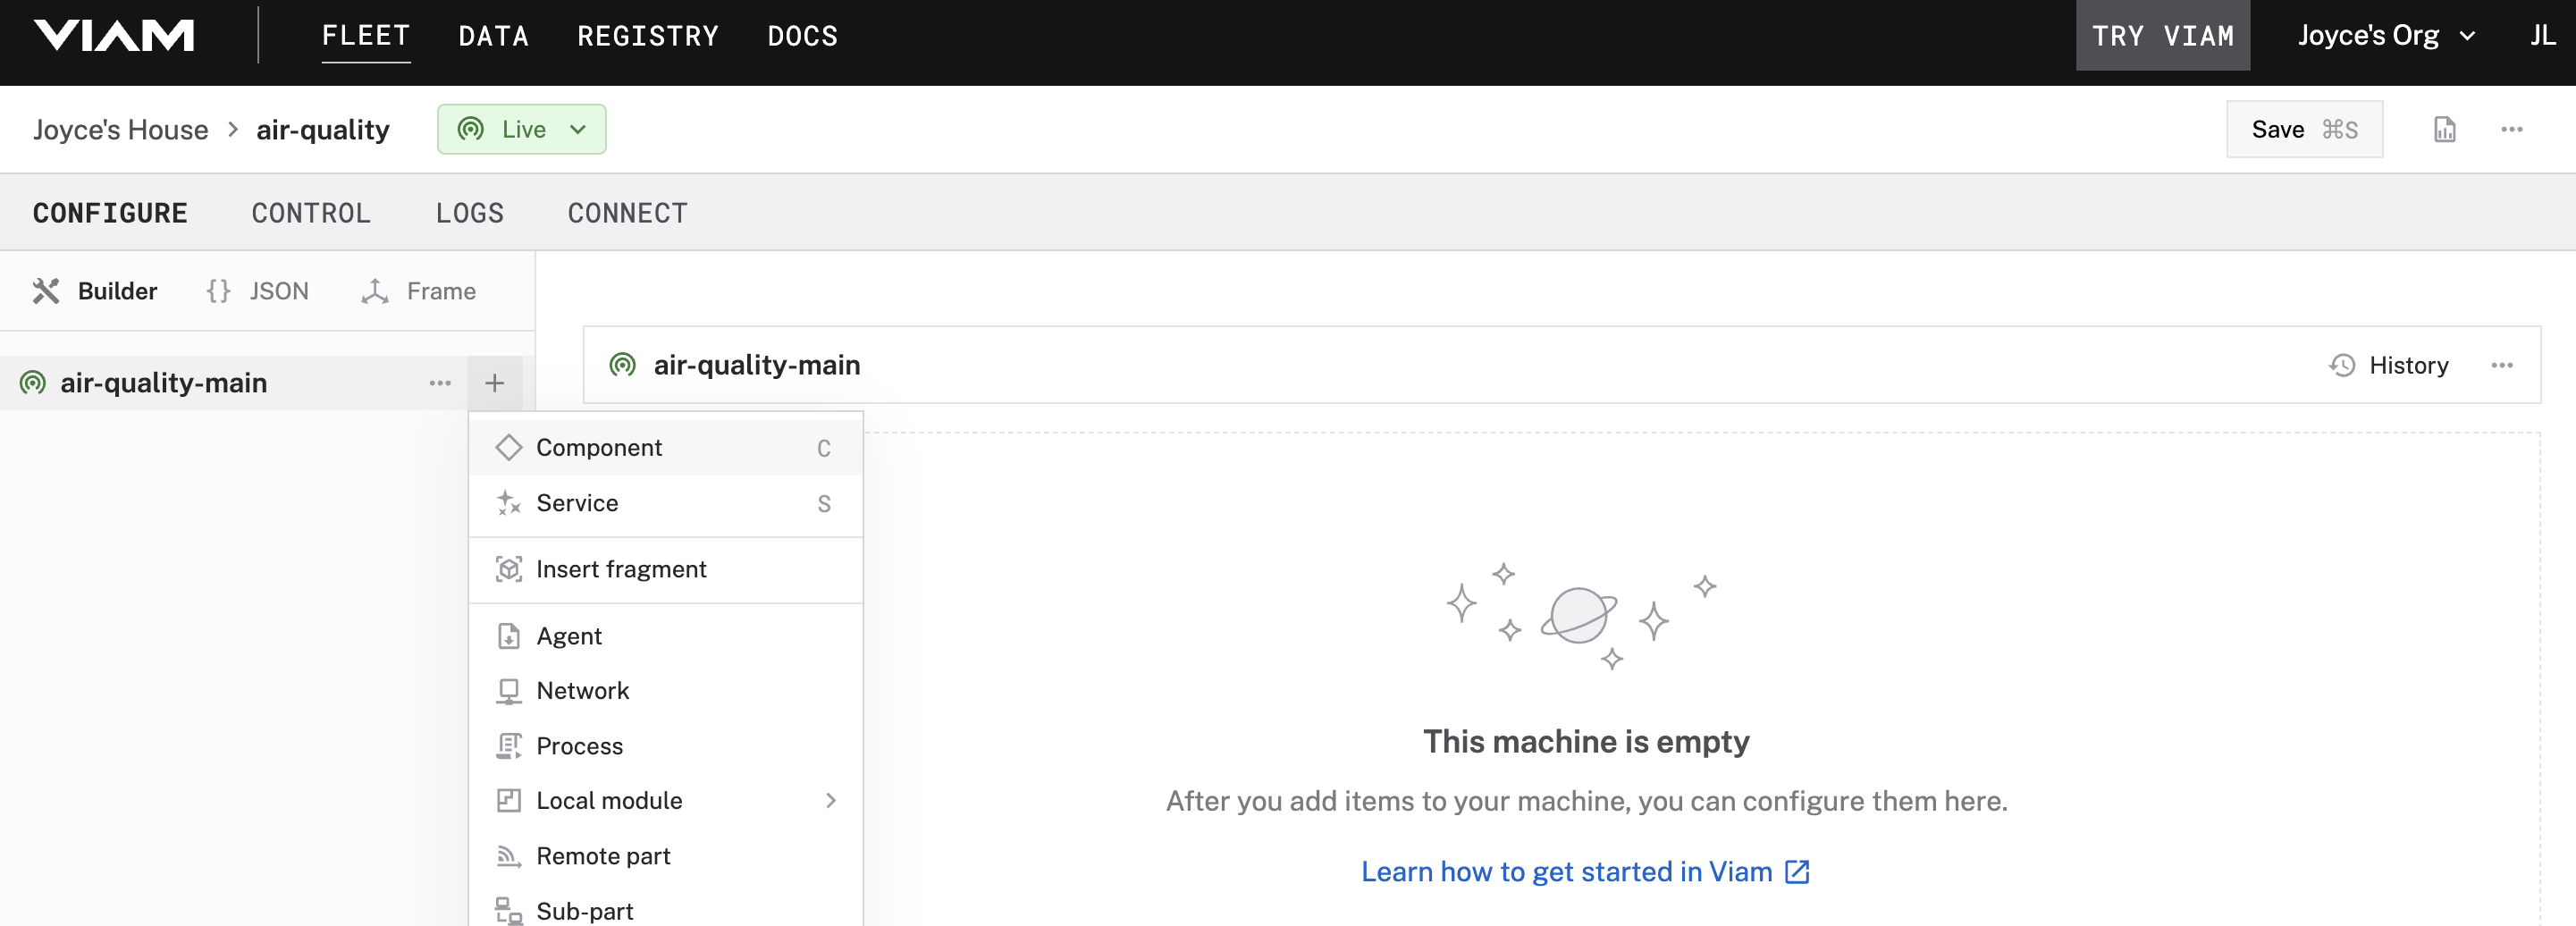 VIAM FLEET DATA REGISTRY DOCS TRY VIAM Joyce's Org JL
Joyce's House > air-quality Live Save ⌘S
CONFIGURE CONTROL LOGS CONNECT
Builder {} JSON Frame
air-quality-main
air-quality-main History
Component C
Service S
Insert fragment
Agent
Network
Process
Local module
Remote part
Sub-part
This machine is empty
After you add items to your machine, you can configure them here.
Learn how to get started in Viam